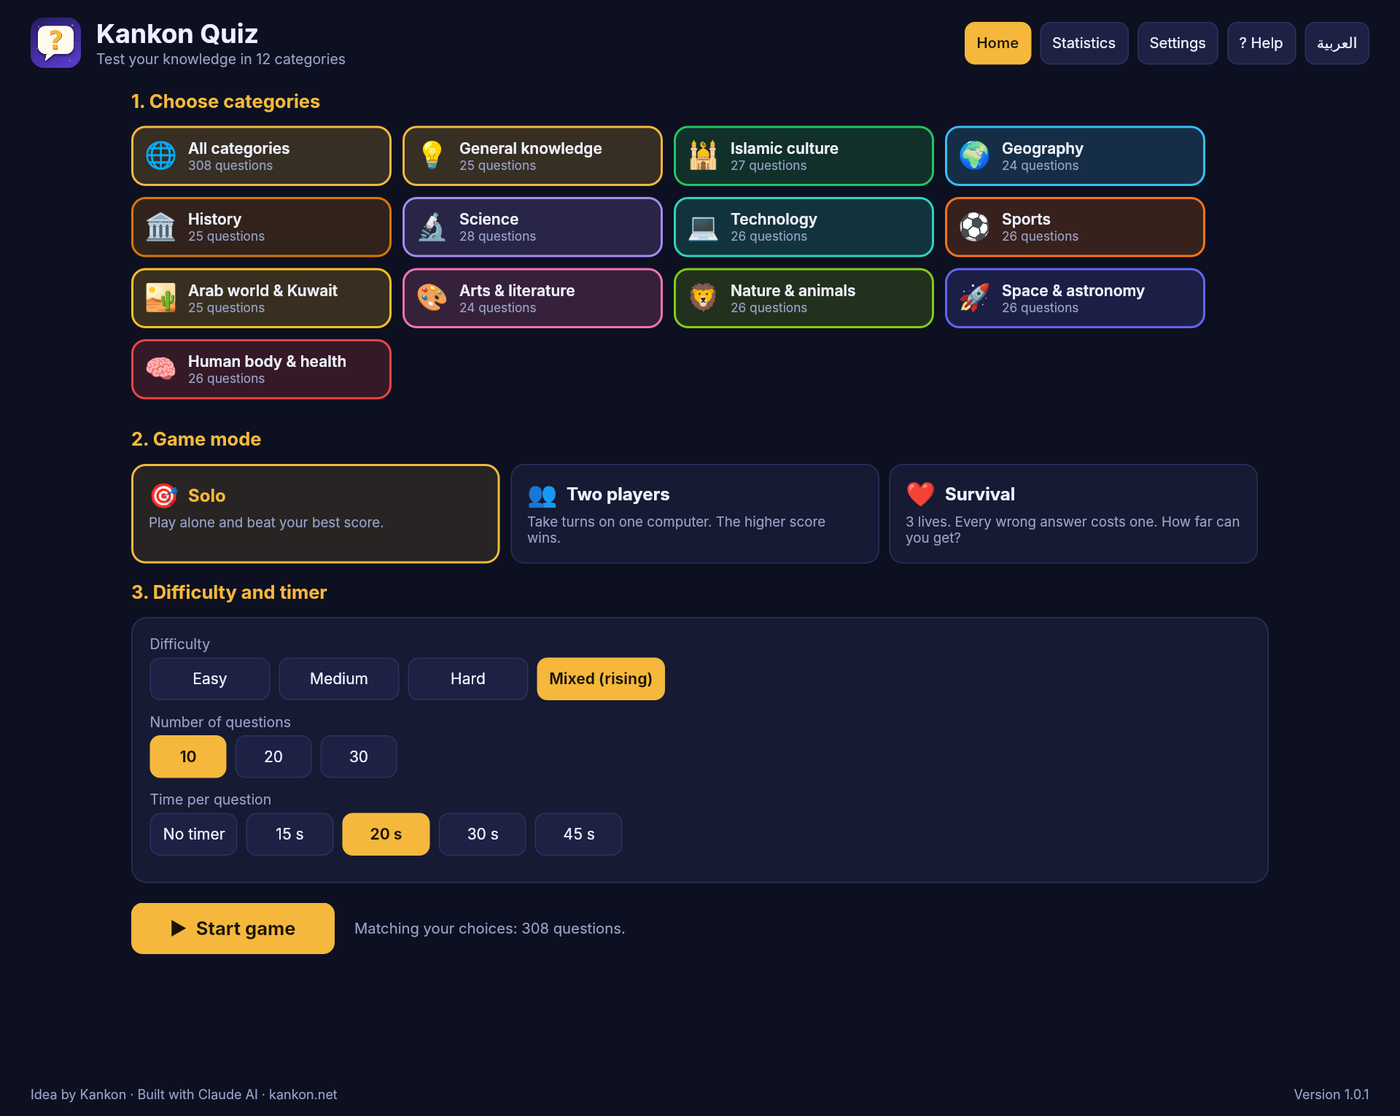 Kankon Quiz
Test your knowledge in 12 categories
Home
Statistics
Settings
? Help
العربية
1. Choose categories
All categories
308 questions
General knowledge
25 questions
Islamic culture
27 questions
Geography
24 questions
History
25 questions
Science
28 questions
Technology
26 questions
Sports
26 questions
Arab world & Kuwait
25 questions
Arts & literature
24 questions
Nature & animals
26 questions
Space & astronomy
26 questions
Human body & health
26 questions
2. Game mode
Solo
Play alone and beat your best score.
Two players
Take turns on one computer. The higher score
wins.
Survival
3 lives. Every wrong answer costs one. How far can
you get?
3. Difficulty and timer
Difficulty
Easy
Medium
Hard
Mixed (rising)
Number of questions
10
20
30
Time per question
No timer
15 s
20 s
30 s
45 s
▶ Start game
Matching your choices: 308 questions.
Idea by Kankon · Built with Claude AI · kankon.net
Version 1.0.1